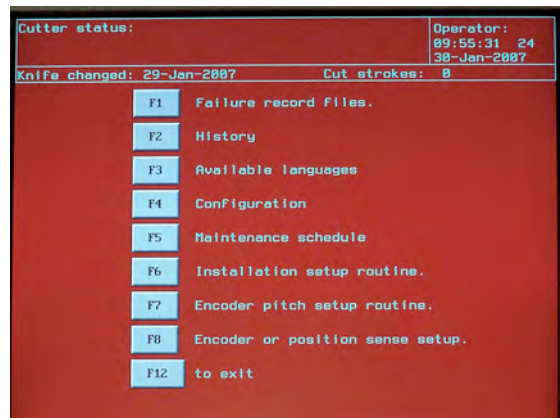 Cutter status:
Operator:
09:55:31 24
30-Jan-2007
Knife changed: 29-Jan-2007 Cut strokes: 0
F1 Failure record files.
F2 History
F3 Available languages
F4 Configuration
F5 Maintenance schedule
F6 Installation setup routine.
F7 Encoder pitch setup routine.
F8 Encoder or position sense setup.
F12 to exit